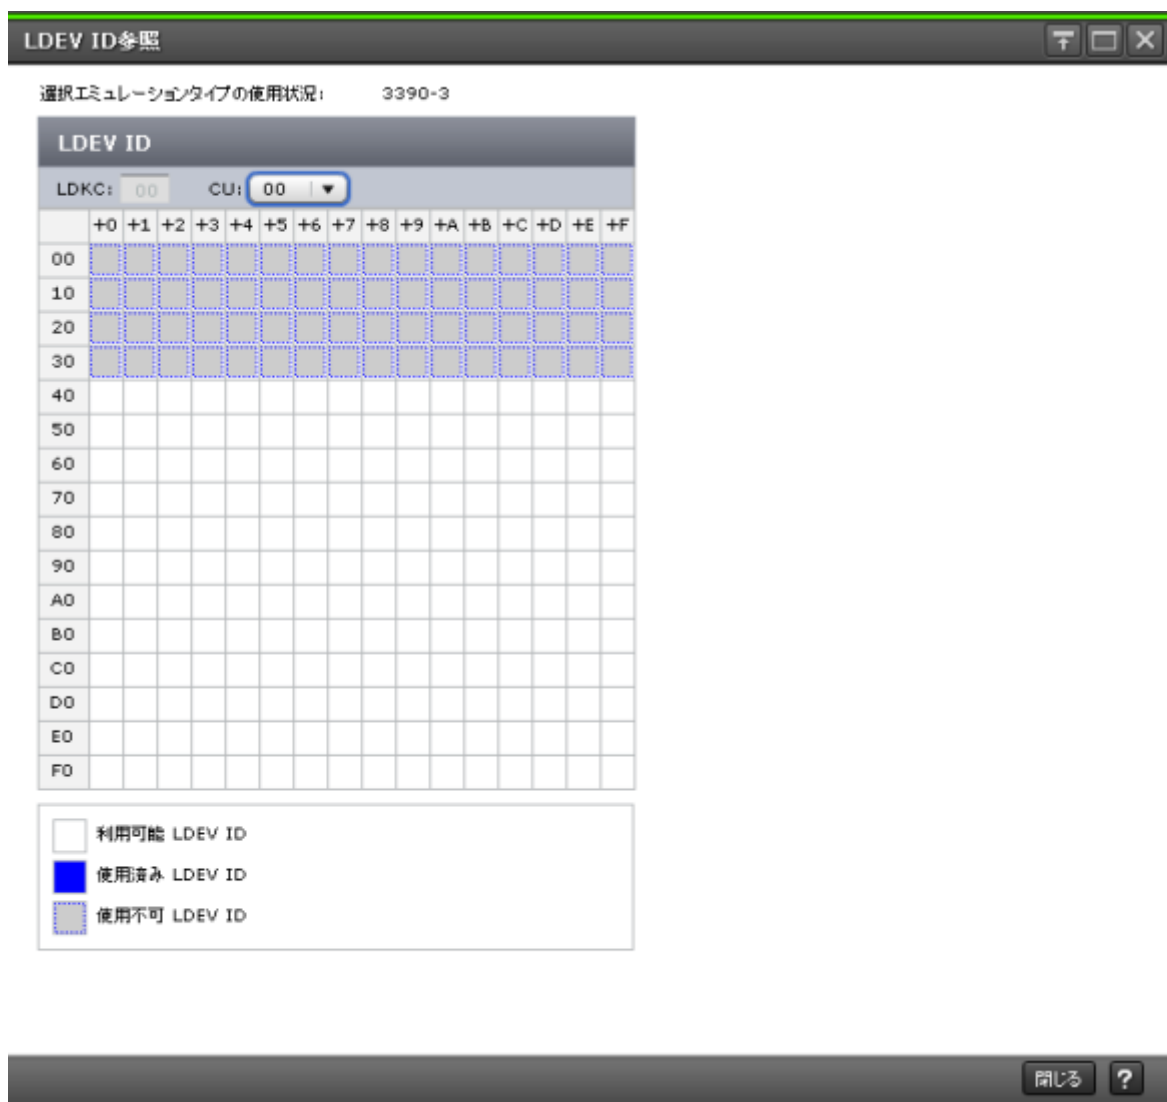 LDEV ID参照
選択エミュレーションタイプの使用状況: 3390-3
LDEV ID
LDKC: 00 CU: 00
+0 +1 +2 +3 +4 +5 +6 +7 +8 +9 +A +B +C +D +E +F
00
10
20
30
40
50
60
70
80
90
A0
B0
C0
D0
E0
F0
利用可能 LDEV ID
使用済み LDEV ID
使用不可 LDEV ID
閉じる ?